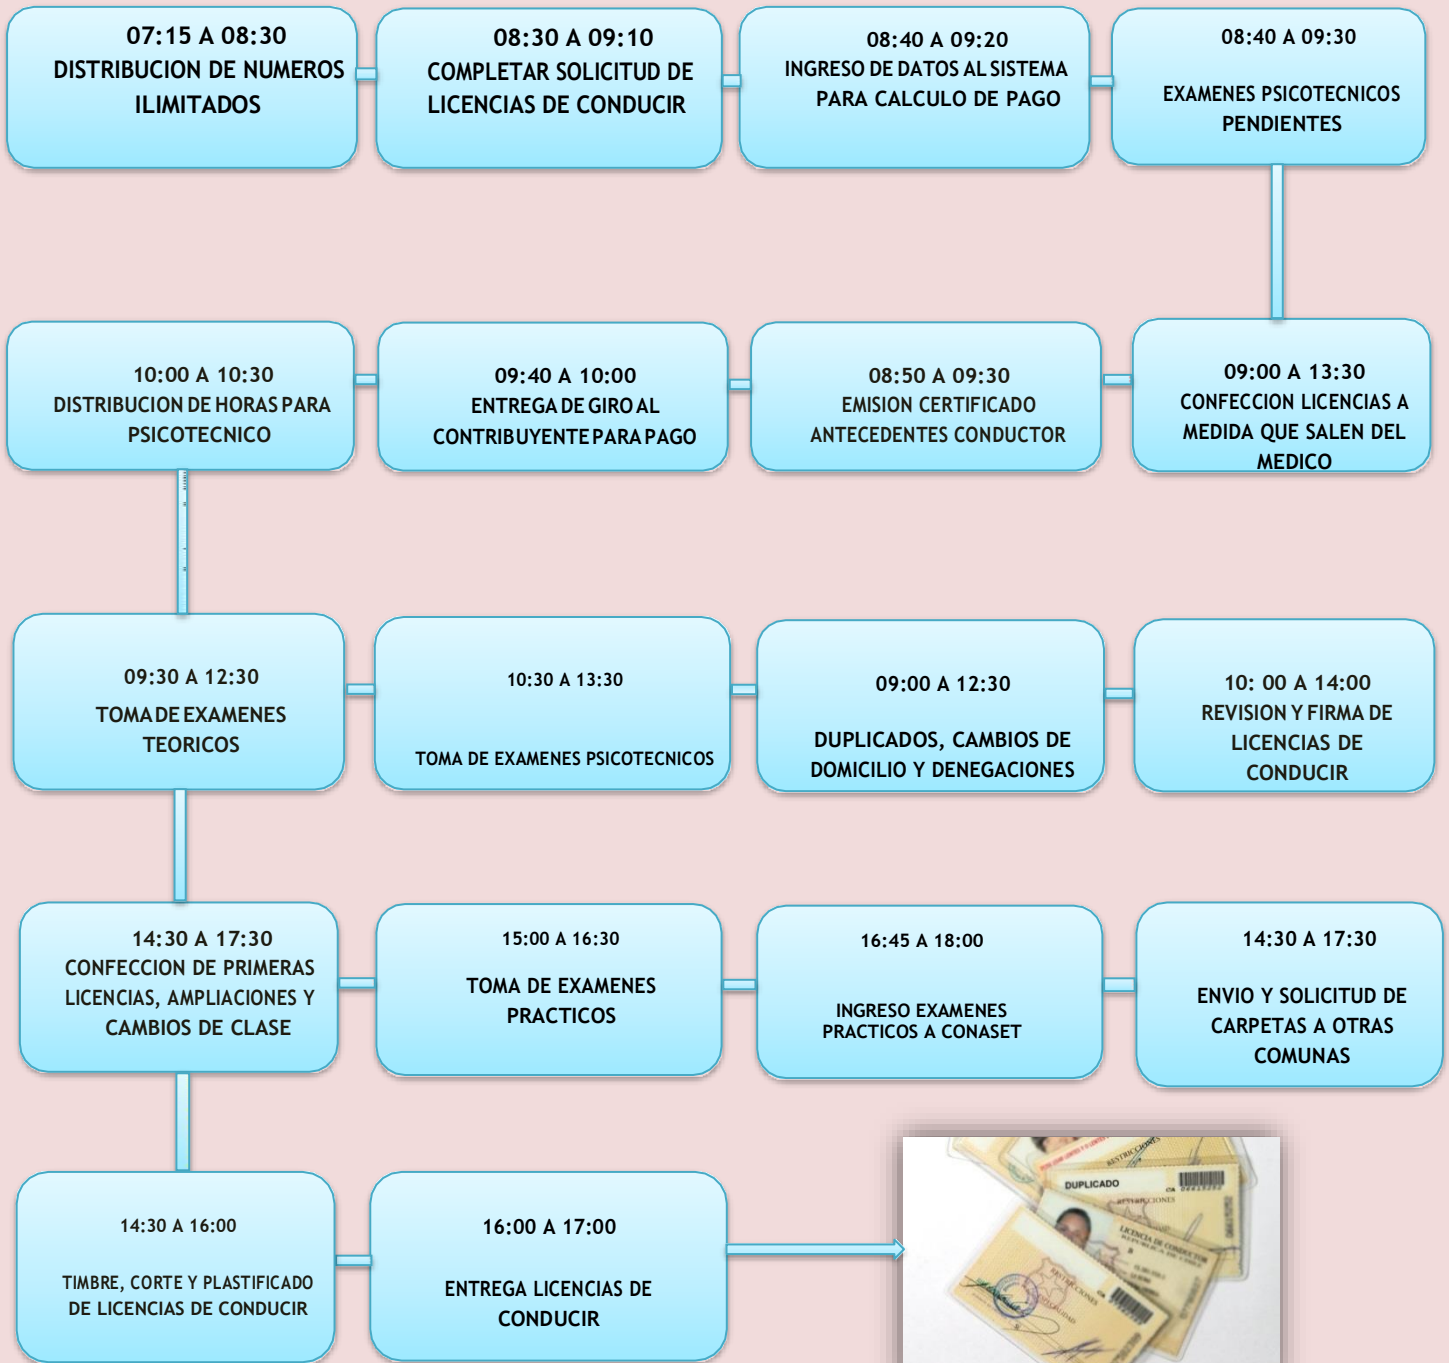 07:15 A 08:30
DISTRIBUCION DE NUMEROS
ILIMITADOS
08:30 A 09:10
COMPLETAR SOLICITUD DE
LICENCIAS DE CONDUCIR
08:40 A 09:20
INGRESO DE DATOS AL SISTEMA
PARA CALCULO DE PAGO
08:40 A 09:30
EXAMENES PSICOTECNICOS
PENDIENTES
10:00 A 10:30
DISTRIBUCION DE HORAS PARA
PSICOTECNICO
09:40 A 10:00
ENTREGA DE GIRO AL
CONTRIBUYENTE PARA PAGO
08:50 A 09:30
EMISION CERTIFICADO
ANTECEDENTES CONDUCTOR
09:00 A 13:30
CONFECCION LICENCIAS A
MEDIDA QUE SALEN DEL
MEDICO
09:30 A 12:30
TOMA DE EXAMENES
TEORICOS
10:30 A 13:30
TOMA DE EXAMENES PSICOTECNICOS
09:00 A 12:30
DUPLICADOS, CAMBIOS DE
DOMICILIO Y DENEGACIONES
10: 00 A 14:00
REVISION Y FIRMA DE
LICENCIAS DE
CONDUCIR
14:30 A 17:30
CONFECCION DE PRIMERAS
LICENCIAS, AMPLIACIONES Y
CAMBIOS DE CLASE
15:00 A 16:30
TOMA DE EXAMENES
PRACTICOS
16:45 A 18:00
INGRESO EXAMENES
PRACTICOS A CONASET
14:30 A 17:30
ENVIO Y SOLICITUD DE
CARPETAS A OTRAS
COMUNAS
14:30 A 16:00
TIMBRE, CORTE Y PLASTIFICADO
DE LICENCIAS DE CONDUCIR
16:00 A 17:00
ENTREGA LICENCIAS DE
CONDUCIR
RESTRICCIONES
DUPLICADO
RESTRICCIONES
LICENCIA DE CONDUCTOR
RESTRICCIONES